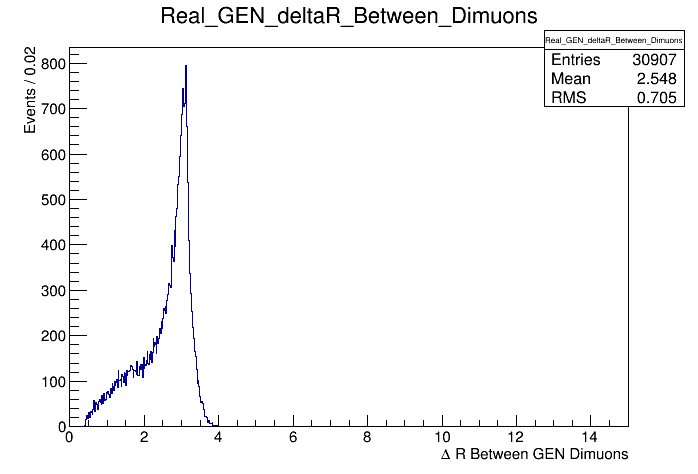 Real_GEN_deltaR_Between_Dimuons
Real_GEN_deltaR_Between_Dimuons
Entries 30907
Mean 2.548
RMS 0.705
Events / 0.02
800
700
600
500
400
300
200
100
0
0 2 4 6 8 10 12 14
Δ R Between GEN Dimuons